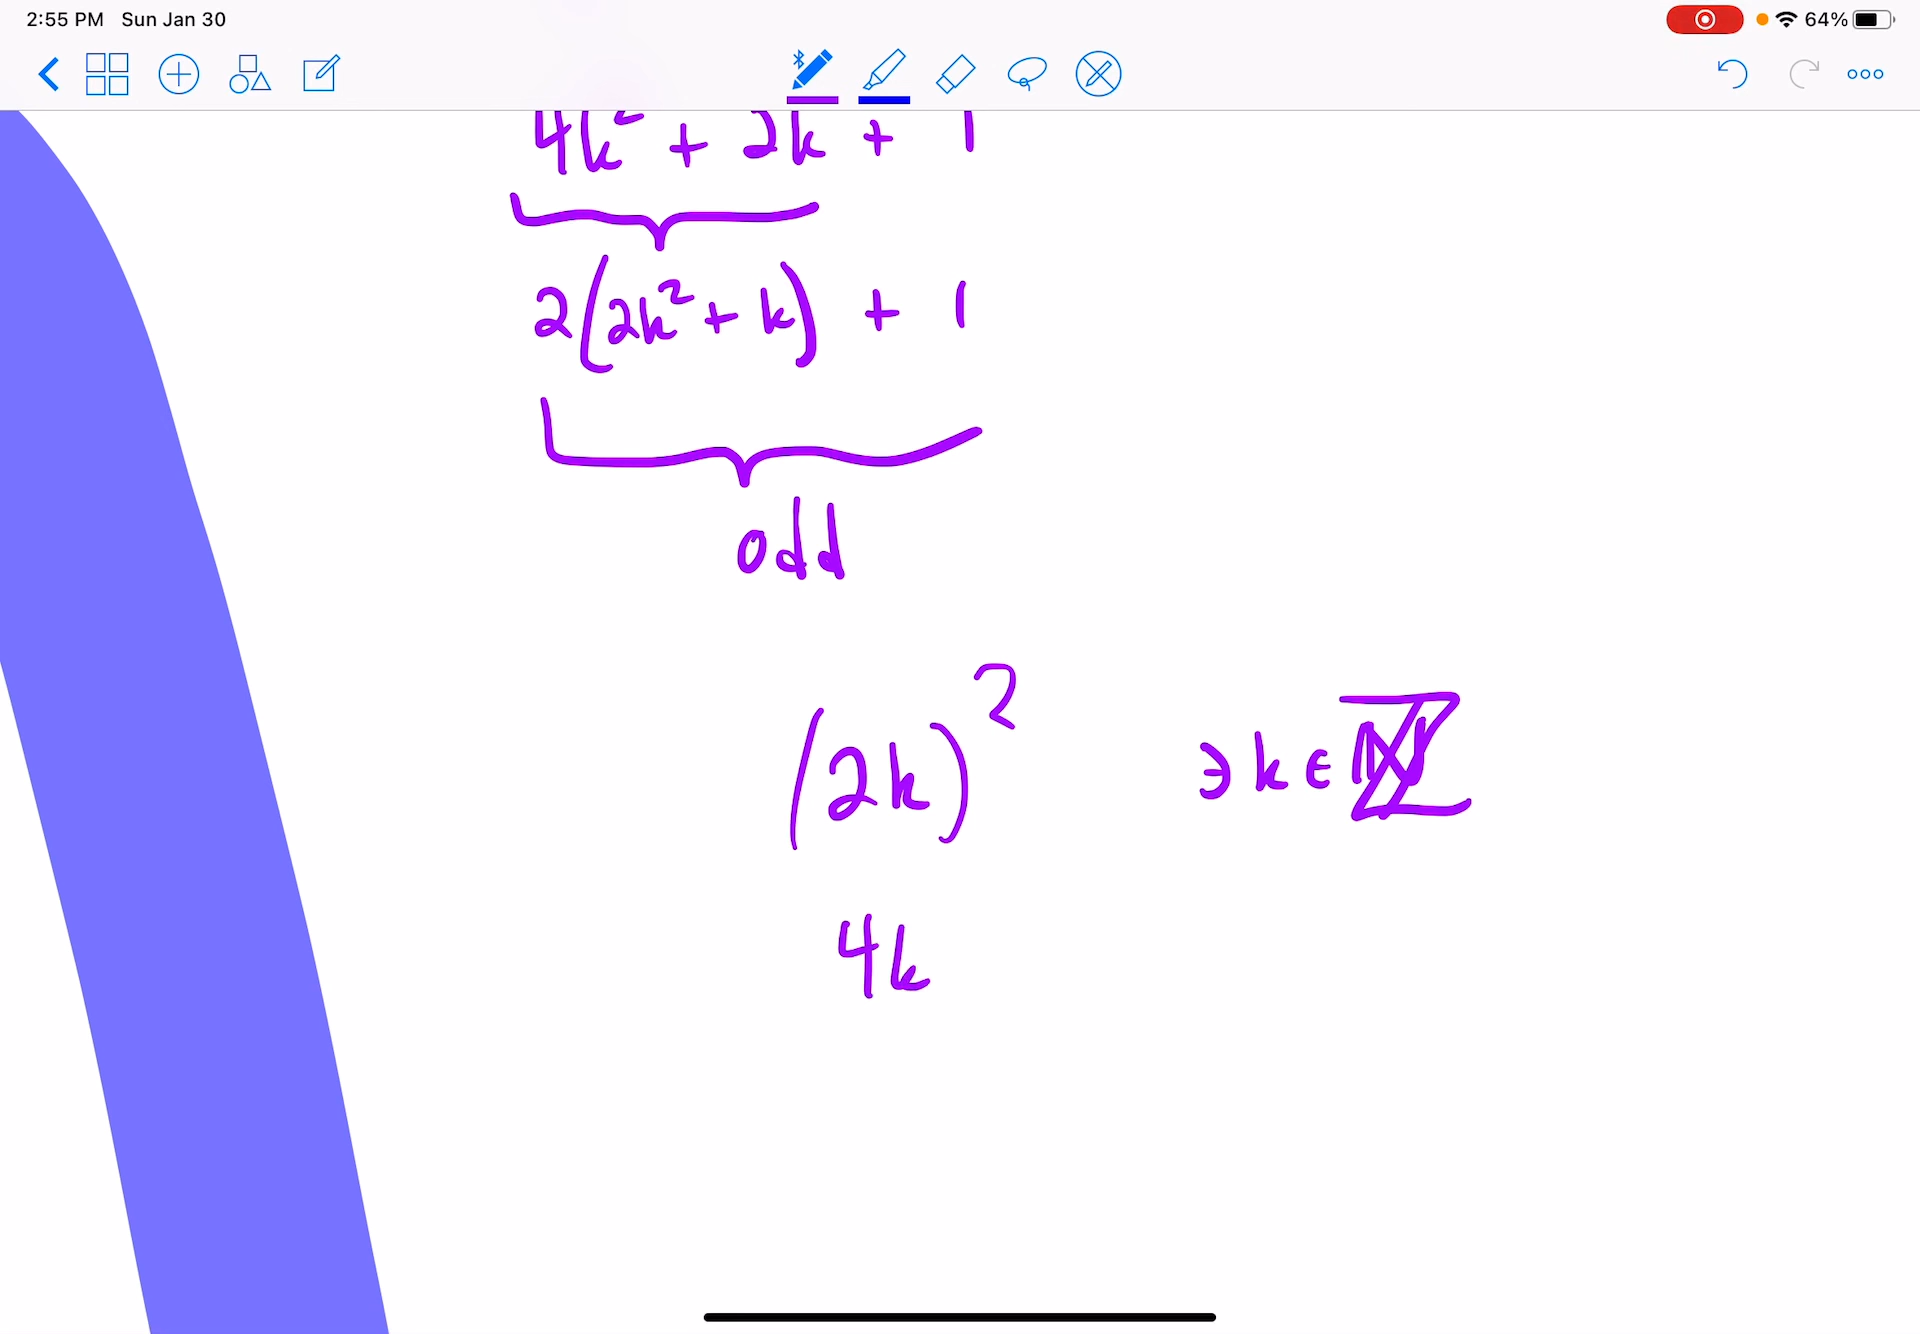 2:55 PM Sun Jan 30 64%
4k² + 2k + 1
2(2k² + k) + 1
odd
(2k)² ∋ k ∈ ℤ
4k